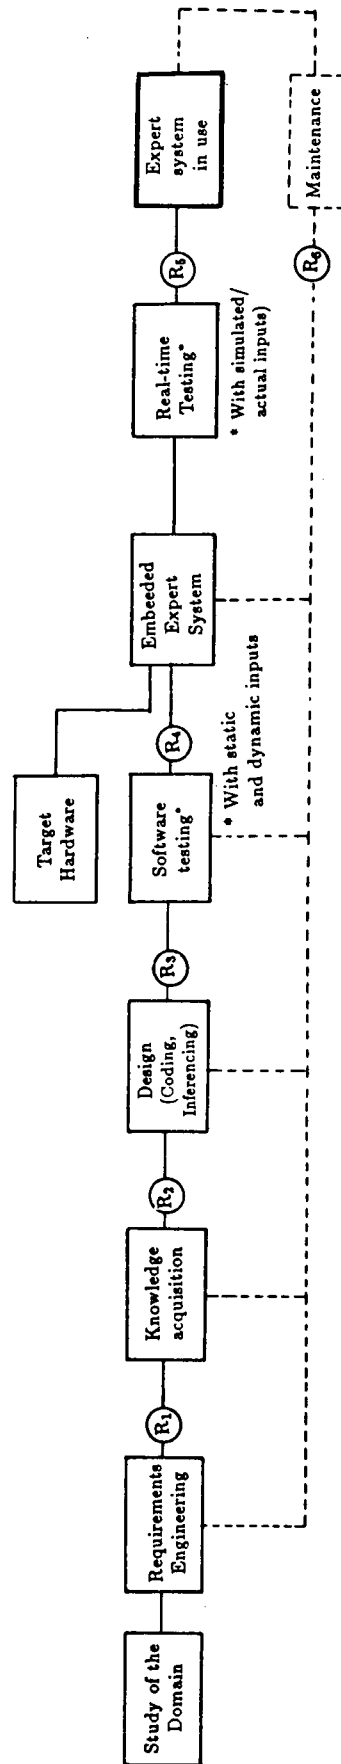 Study of the
Domain
Requirements
Engineering
R1
Knowledge
acquisition
R2
Design
(Coding,
Inferencing)
R3
Software
testing*
* With static
and dynamic inputs
R4
Target
Hardware
Embeeded
Expert
System
Real-time
Testing*
* With simulated/
actual inputs)
R5
Expert
system
in use
R6
Maintenance